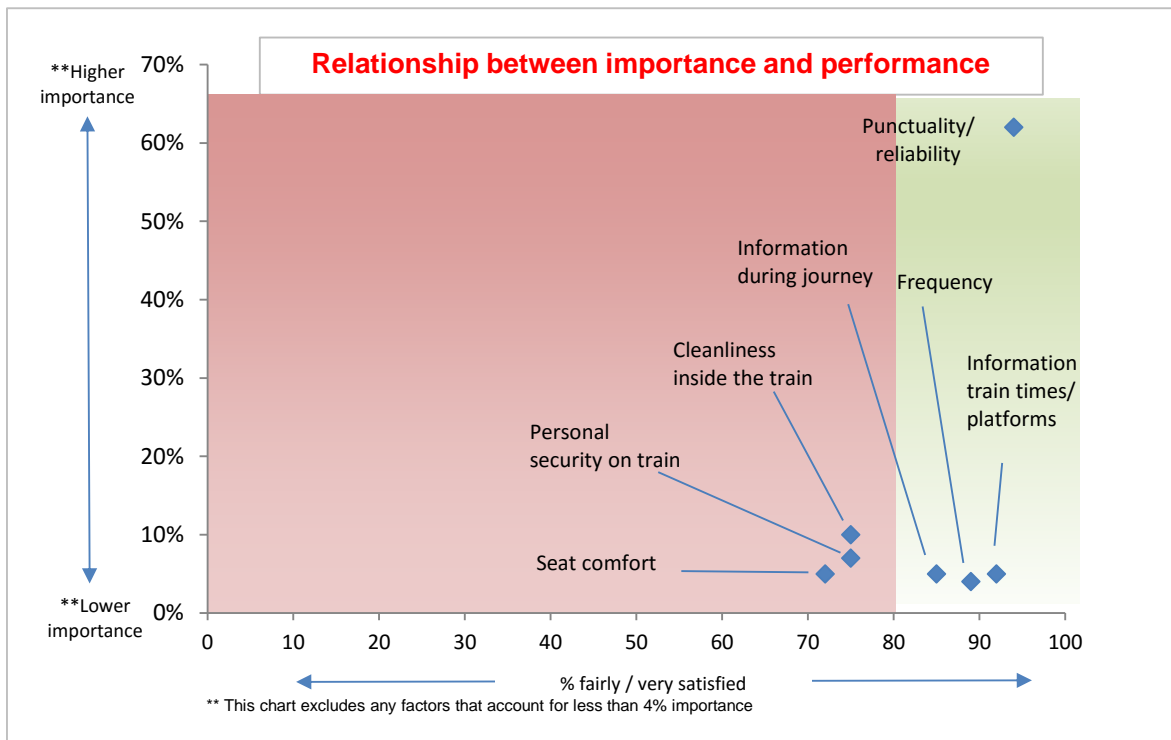 Relationship between importance and performance
**Higher
importance
70%
60%
50%
40%
30%
20%
10%
0%
**Lower
importance
Punctuality/
reliability
Information
during journey
Frequency
Cleanliness
inside the train
Information
train times/
platforms
Personal
security on train
Seat comfort
0 10 20 30 40 50 60 70 80 90 100
% fairly / very satisfied
** This chart excludes any factors that account for less than 4% importance